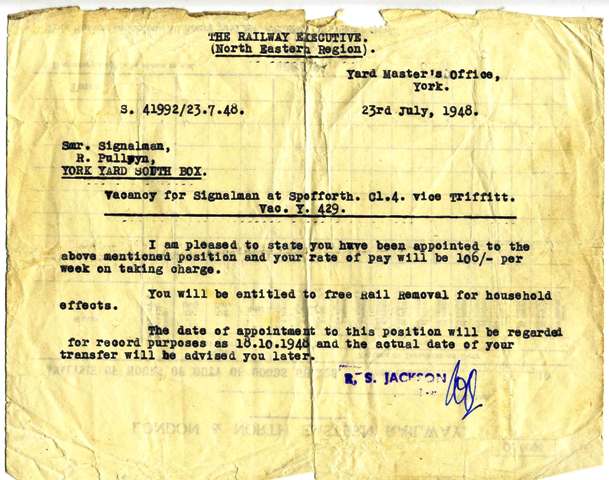 THE RAILWAY EXECUTIVE.
(North Eastern Region).
Yard Master's Office,
York.
S. 41992/23.7.48.
23rd July, 1948.
Smr. Signalman,
R.
YORK YARD SOUTH BOX.
Vacancy for Signalman at Spofforth. Cl.4. vice Triffitt.
Vac. Y. 429.
I am pleased to state you have been appointed to the
above mentioned position and your rate of pay will be 106/- per
week on taking charge.
You will be entitled to free Rail Removal for household
effects.
The date of appointment to this position will be regarded
for record purposes as 18.10.1948 and the actual date of your
transfer will be advised you later.
R. S. JACKSON